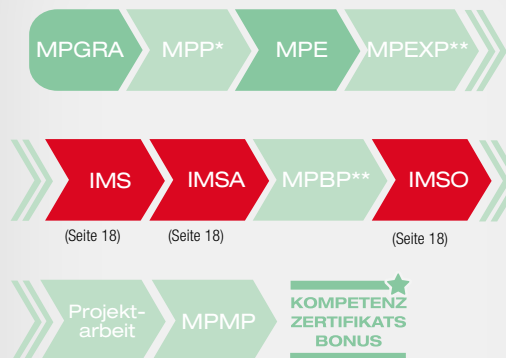 MPGRA MPP* MPE MPEXP**
IMS IMSA MPBP** IMSO
(Seite 18) (Seite 18) (Seite 18)
Projekt-
arbeit
MPMP
KOMPETENZ
ZERTIFIKATS
BONUS